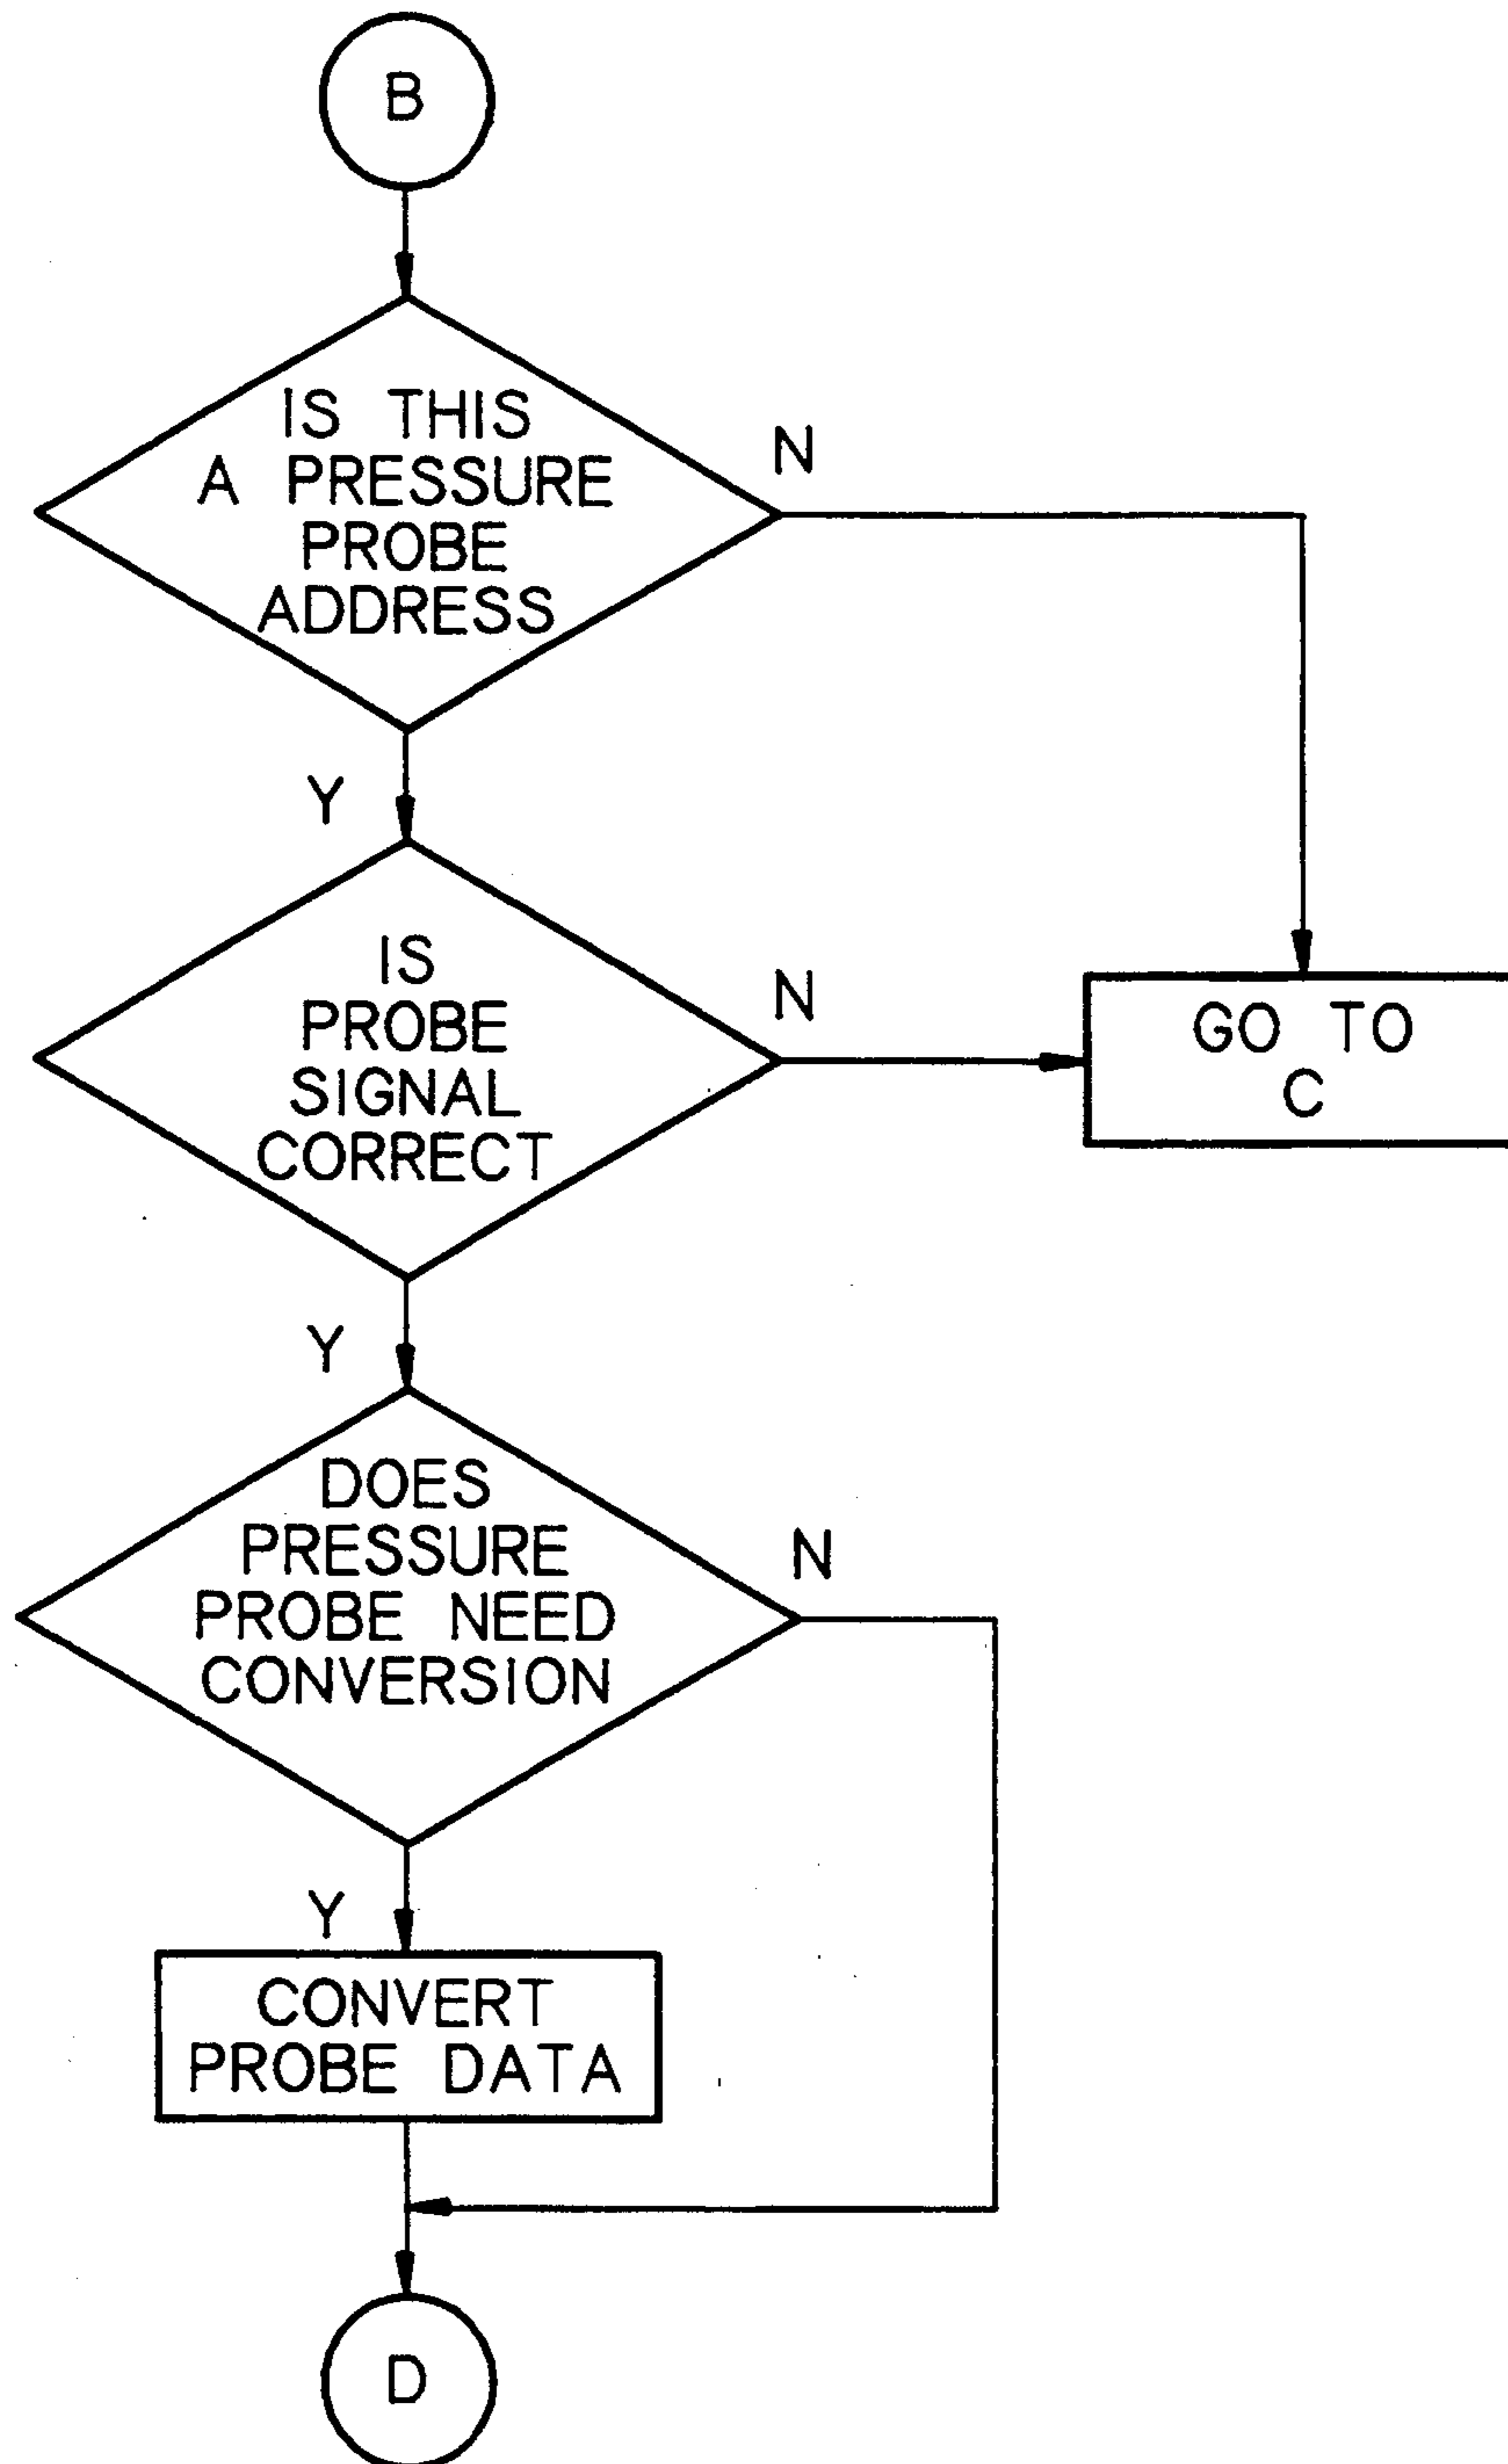 B
IS THIS
A PRESSURE
PROBE
ADDRESS
N
Y
IS
PROBE
SIGNAL
CORRECT
N
GO TO
C
Y
DOES
PRESSURE
PROBE NEED
CONVERSION
N
Y
CONVERT
PROBE DATA
D